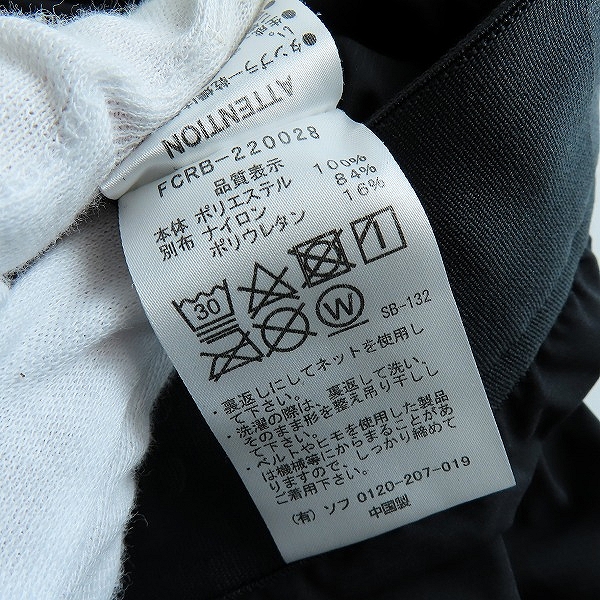 ATTENTION
FCRB-220028
品質表示
本体 ポリエステル 100%
別布 ナイロン 84%
ポリウレタン 16%
30
W
SB-132
・裏返しにしてネットを使用し
て下さい。
・洗濯の際は、裏返して洗い、
そのまま形を整え吊り干しし
て下さい。
・ベルトやヒモを使用した製品
は機械等にからまることがあ
りますので、しっかり締めて
ご着用下さい。
(有) ソフ 0120-207-019
中国製